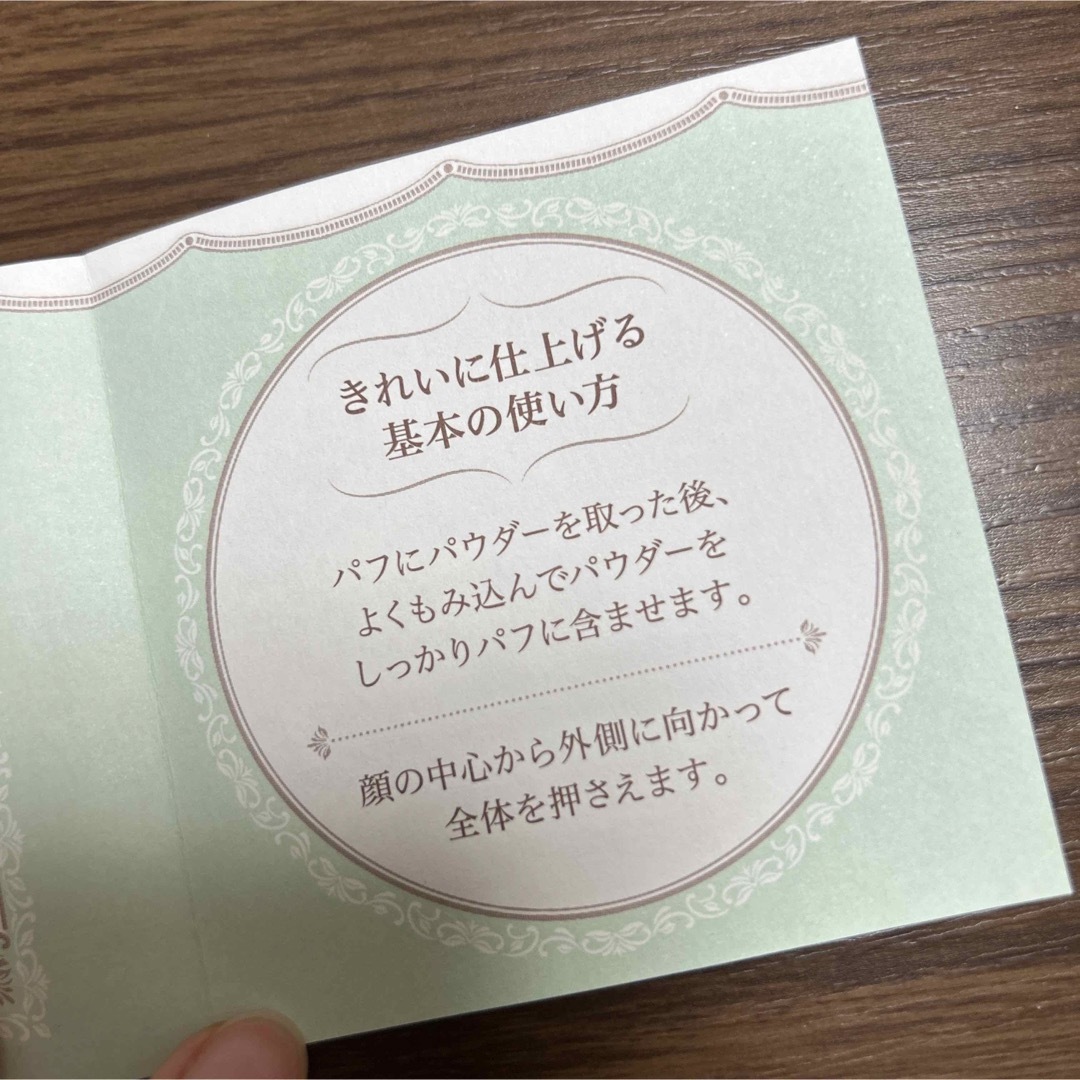 きれいに仕上げる
基本の使い方
パフにパウダーを取った後、
よくもみ込んでパウダーを
しっかりパフに含ませます。
顔の中心から外側に向かって
全体を押さえます。